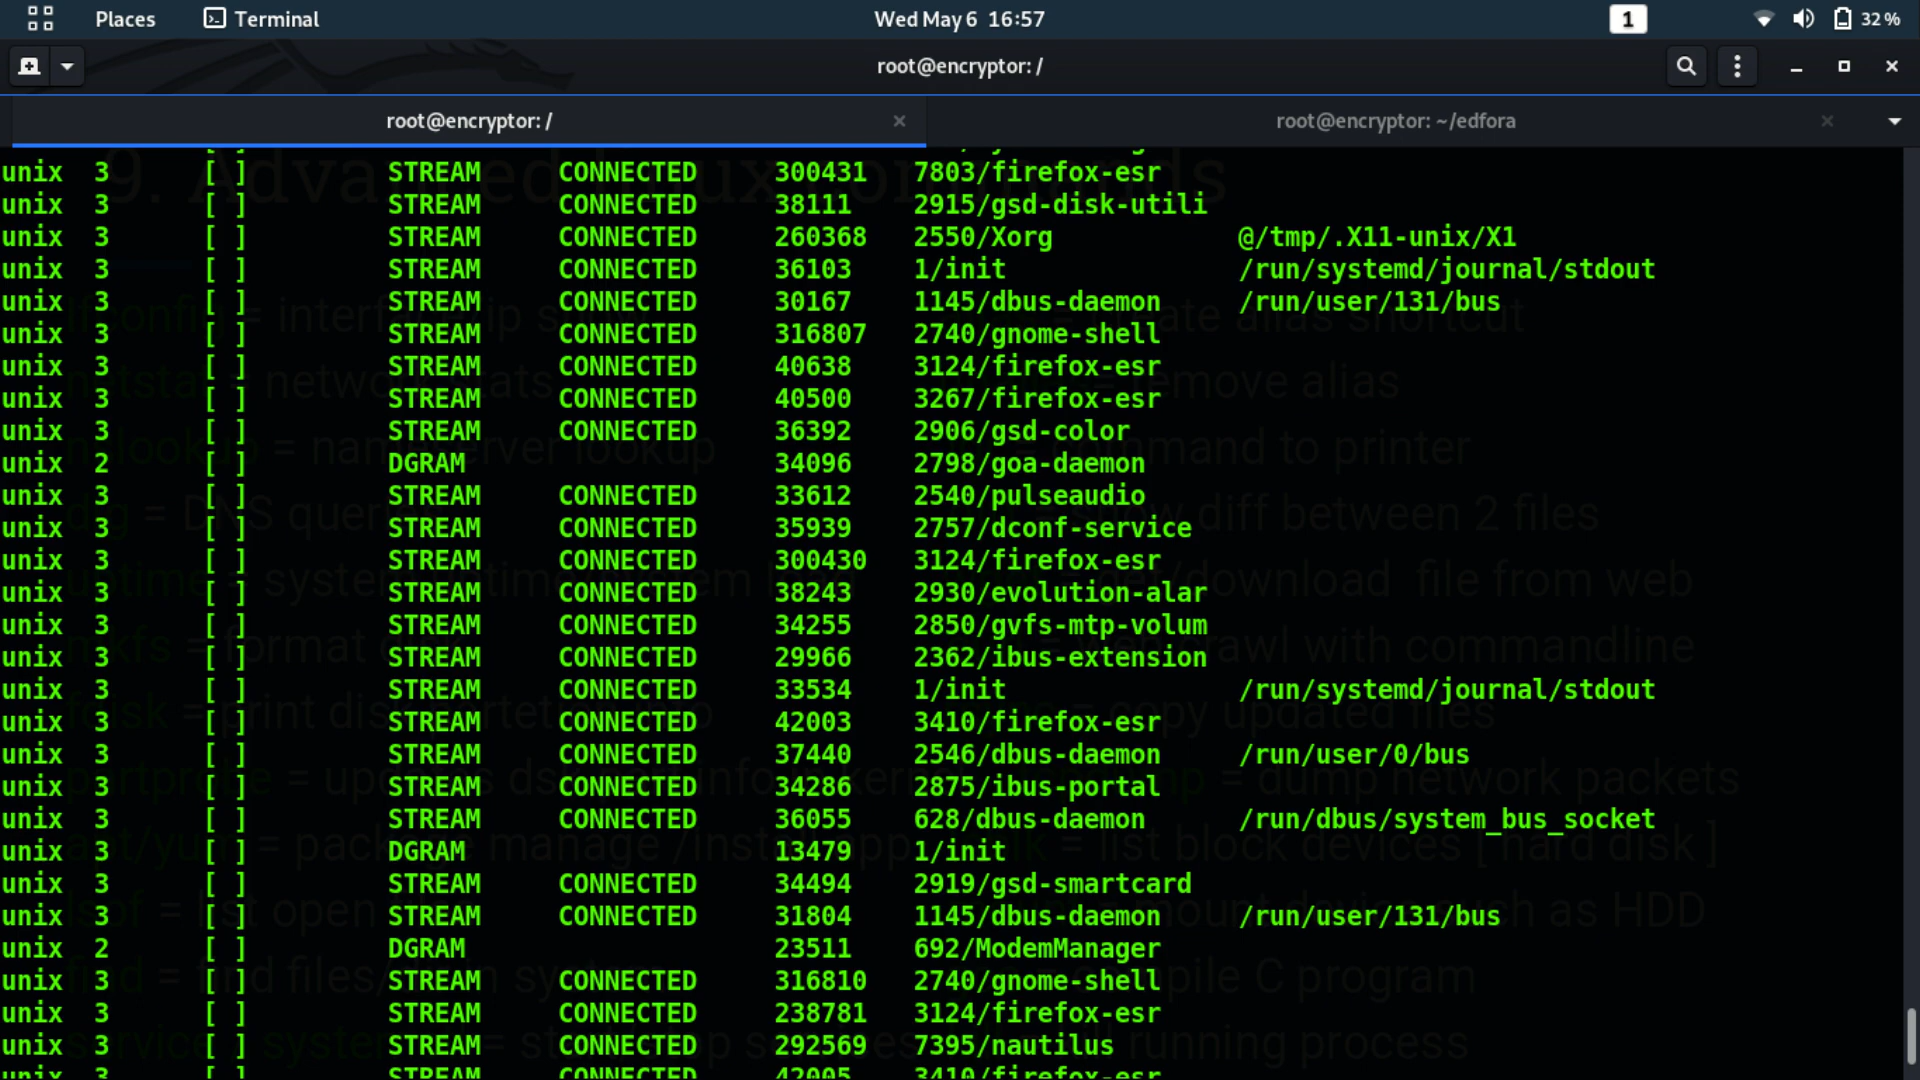 Places Terminal Wed May 6 16:57 1 32%
root@encryptor: /
root@encryptor: / root@encryptor: ~/edfora
unix 3 [ ] STREAM CONNECTED 300431 7803/firefox-esr
unix 3 [ ] STREAM CONNECTED 38111 2915/gsd-disk-utili
unix 3 [ ] STREAM CONNECTED 260368 2550/Xorg @/tmp/.X11-unix/X1
unix 3 [ ] STREAM CONNECTED 36103 1/init /run/systemd/journal/stdout
unix 3 [ ] STREAM CONNECTED 30167 1145/dbus-daemon /run/user/131/bus
unix 3 [ ] STREAM CONNECTED 316807 2740/gnome-shell
unix 3 [ ] STREAM CONNECTED 40638 3124/firefox-esr
unix 3 [ ] STREAM CONNECTED 40500 3267/firefox-esr
unix 3 [ ] STREAM CONNECTED 36392 2906/gsd-color
unix 2 [ ] DGRAM 34096 2798/goa-daemon
unix 3 [ ] STREAM CONNECTED 33612 2540/pulseaudio
unix 3 [ ] STREAM CONNECTED 35939 2757/dconf-service
unix 3 [ ] STREAM CONNECTED 300430 3124/firefox-esr
unix 3 [ ] STREAM CONNECTED 38243 2930/evolution-alar
unix 3 [ ] STREAM CONNECTED 34255 2850/gvfs-mtp-volum
unix 3 [ ] STREAM CONNECTED 29966 2362/ibus-extension
unix 3 [ ] STREAM CONNECTED 33534 1/init /run/systemd/journal/stdout
unix 3 [ ] STREAM CONNECTED 42003 3410/firefox-esr
unix 3 [ ] STREAM CONNECTED 37440 2546/dbus-daemon /run/user/0/bus
unix 3 [ ] STREAM CONNECTED 34286 2875/ibus-portal
unix 3 [ ] STREAM CONNECTED 36055 628/dbus-daemon /run/dbus/system_bus_socket
unix 3 [ ] DGRAM 13479 1/init
unix 3 [ ] STREAM CONNECTED 34494 2919/gsd-smartcard
unix 3 [ ] STREAM CONNECTED 31804 1145/dbus-daemon /run/user/131/bus
unix 2 [ ] DGRAM 23511 692/ModemManager
unix 3 [ ] STREAM CONNECTED 316810 2740/gnome-shell
unix 3 [ ] STREAM CONNECTED 238781 3124/firefox-esr
unix 3 [ ] STREAM CONNECTED 292569 7395/nautilus
unix 3 [ ] STREAM CONNECTED 42005 3410/firefox-esr